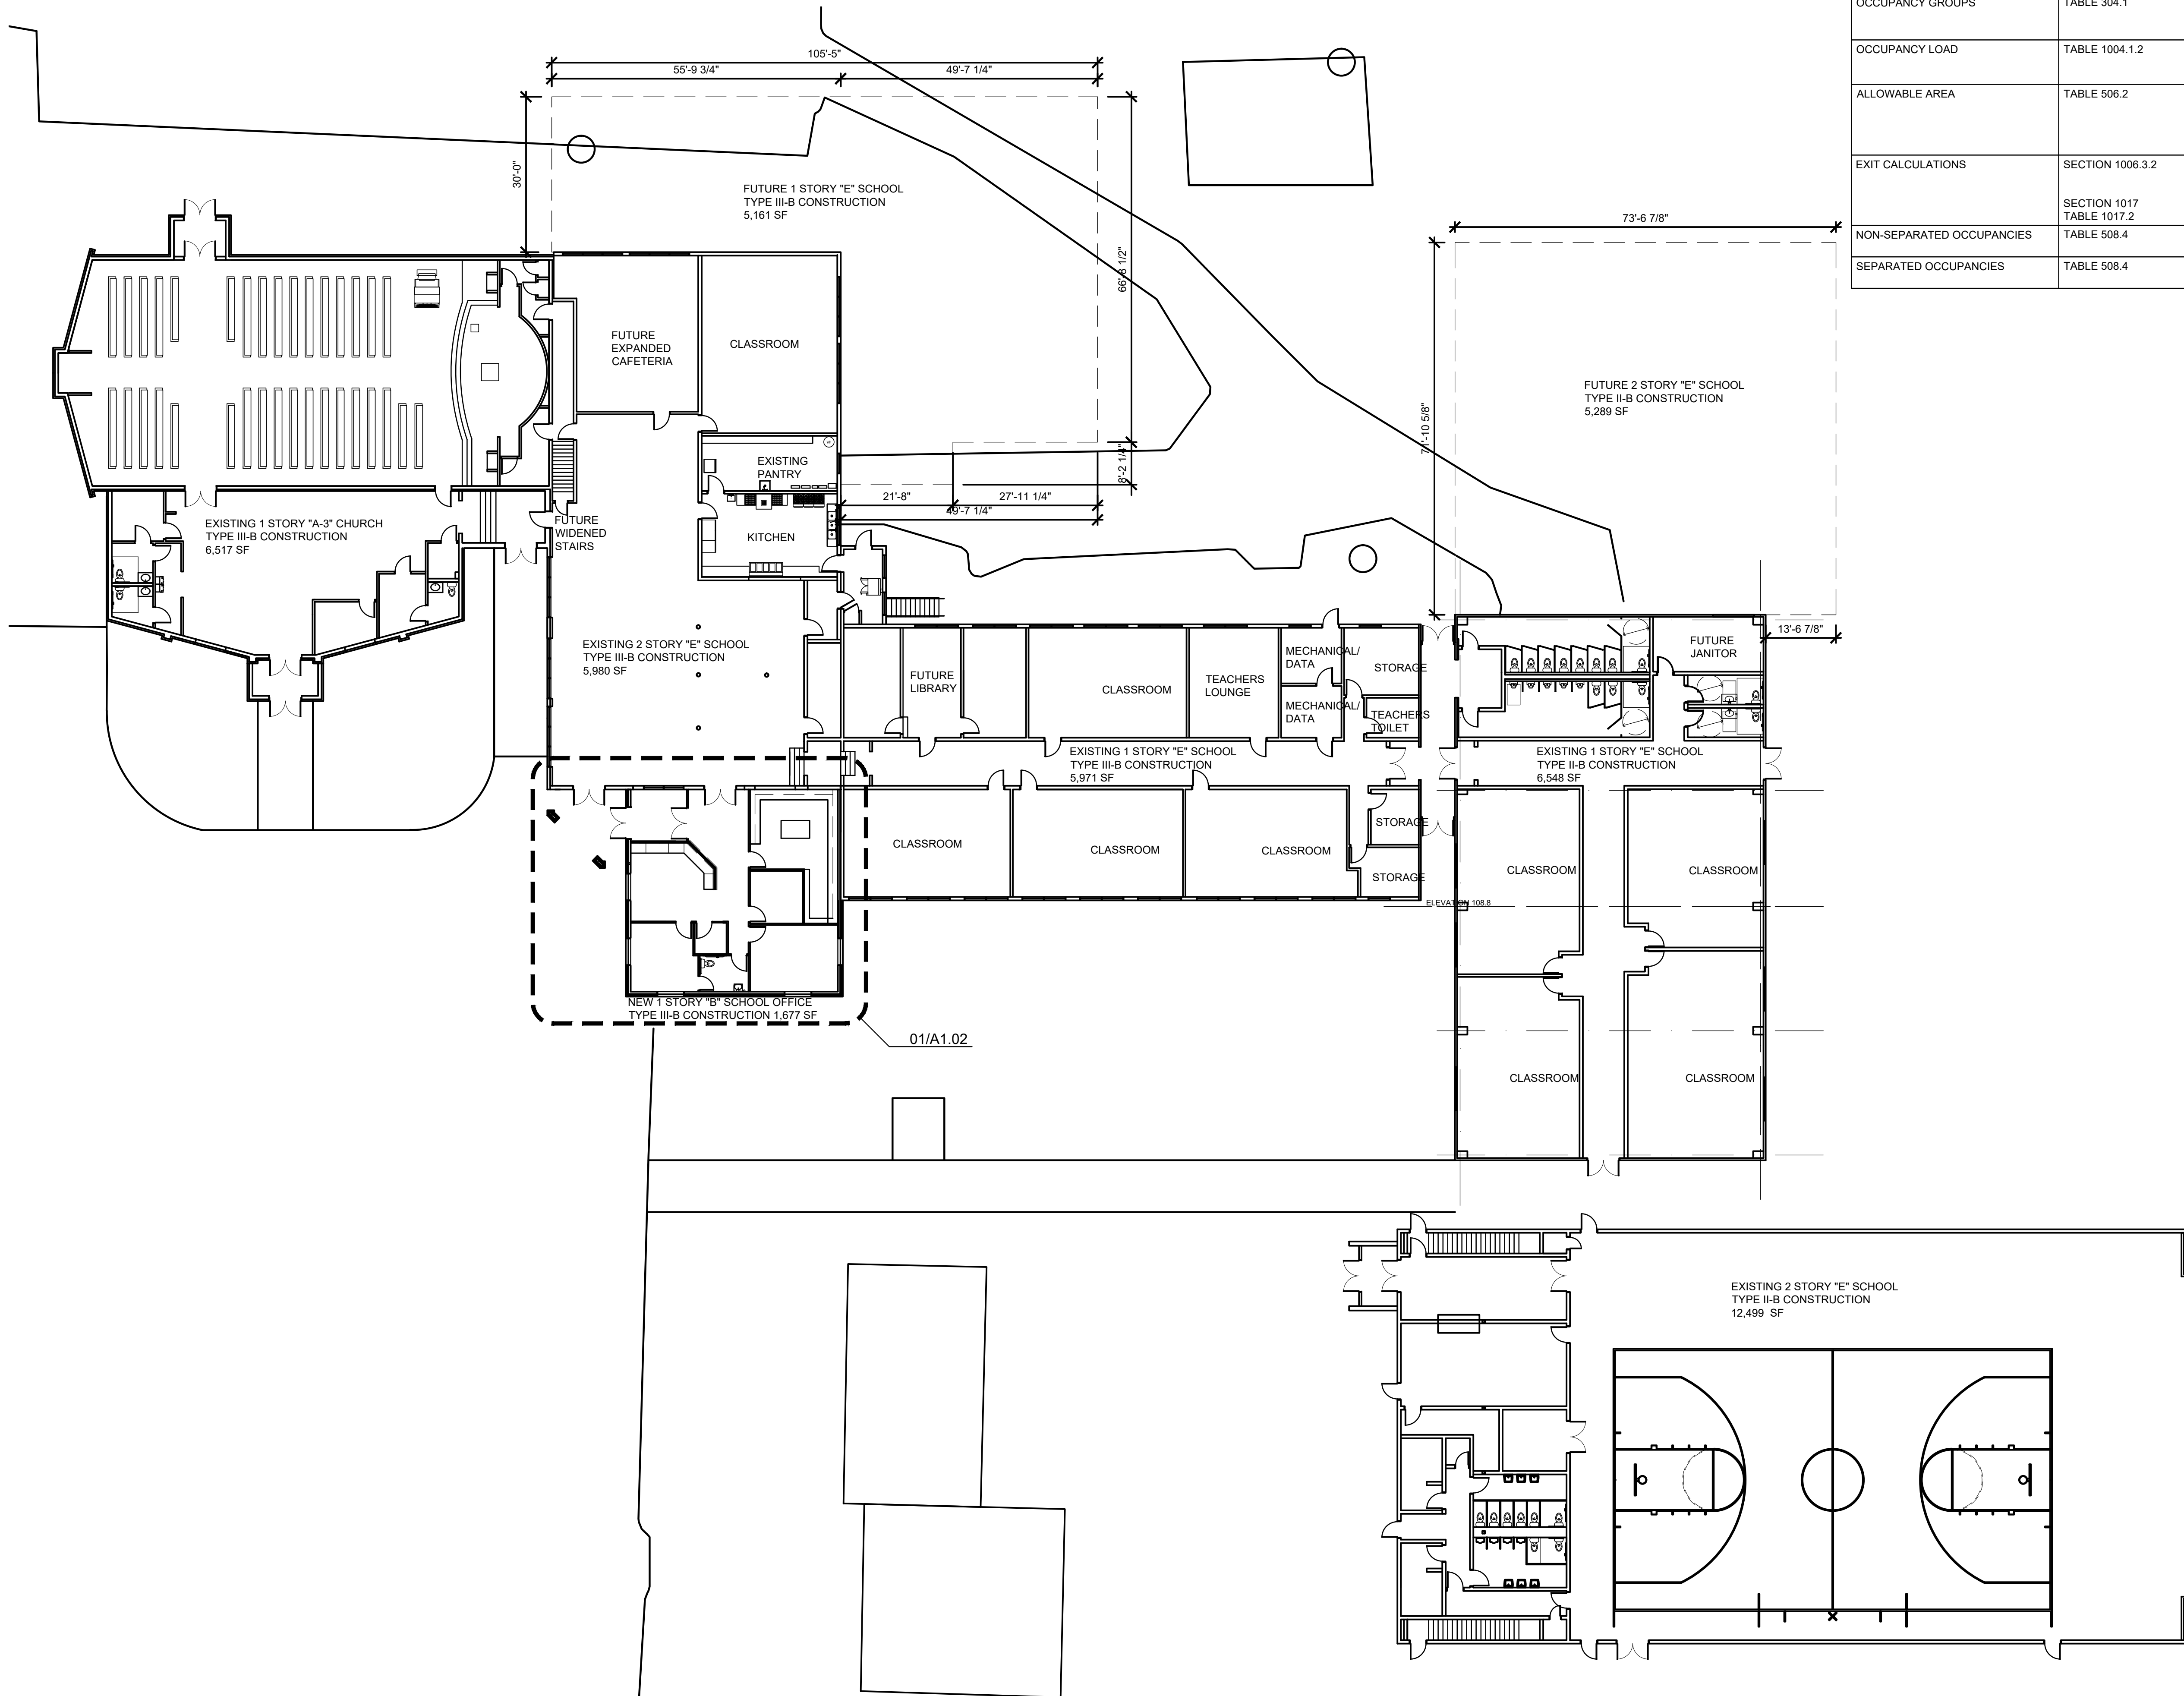 OCCUPANCY GROUPS TABLE 304.1
OCCUPANCY LOAD TABLE 1004.1.2
ALLOWABLE AREA TABLE 506.2
EXIT CALCULATIONS SECTION 1006.3.2
SECTION 1017
TABLE 1017.2
NON-SEPARATED OCCUPANCIES TABLE 508.4
SEPARATED OCCUPANCIES TABLE 508.4
105'-5"
55'-9 3/4"
49'-7 1/4"
30'-0"
FUTURE 1 STORY "E" SCHOOL
TYPE III-B CONSTRUCTION
5,161 SF
66'-8 1/2"
8'-2 1/4"
21'-8"
27'-11 1/4"
49'-7 1/4"
73'-6 7/8"
71'-10 5/8"
FUTURE 2 STORY "E" SCHOOL
TYPE II-B CONSTRUCTION
5,289 SF
13'-6 7/8"
FUTURE
EXPANDED
CAFETERIA
CLASSROOM
EXISTING
PANTRY
KITCHEN
FUTURE
WIDENED
STAIRS
EXISTING 1 STORY "A-3" CHURCH
TYPE III-B CONSTRUCTION
6,517 SF
EXISTING 2 STORY "E" SCHOOL
TYPE III-B CONSTRUCTION
5,980 SF
FUTURE
LIBRARY
CLASSROOM
TEACHERS
LOUNGE
MECHANICAL/
DATA
MECHANICAL/
DATA
STORAGE
TEACHERS
TOILET
FUTURE
JANITOR
EXISTING 1 STORY "E" SCHOOL
TYPE III-B CONSTRUCTION
5,971 SF
EXISTING 1 STORY "E" SCHOOL
TYPE II-B CONSTRUCTION
6,548 SF
CLASSROOM
CLASSROOM
CLASSROOM
STORAGE
STORAGE
ELEVATION 108.8
CLASSROOM
CLASSROOM
CLASSROOM
CLASSROOM
NEW 1 STORY "B" SCHOOL OFFICE
TYPE III-B CONSTRUCTION 1,677 SF
01/A1.02
EXISTING 2 STORY "E" SCHOOL
TYPE II-B CONSTRUCTION
12,499 SF